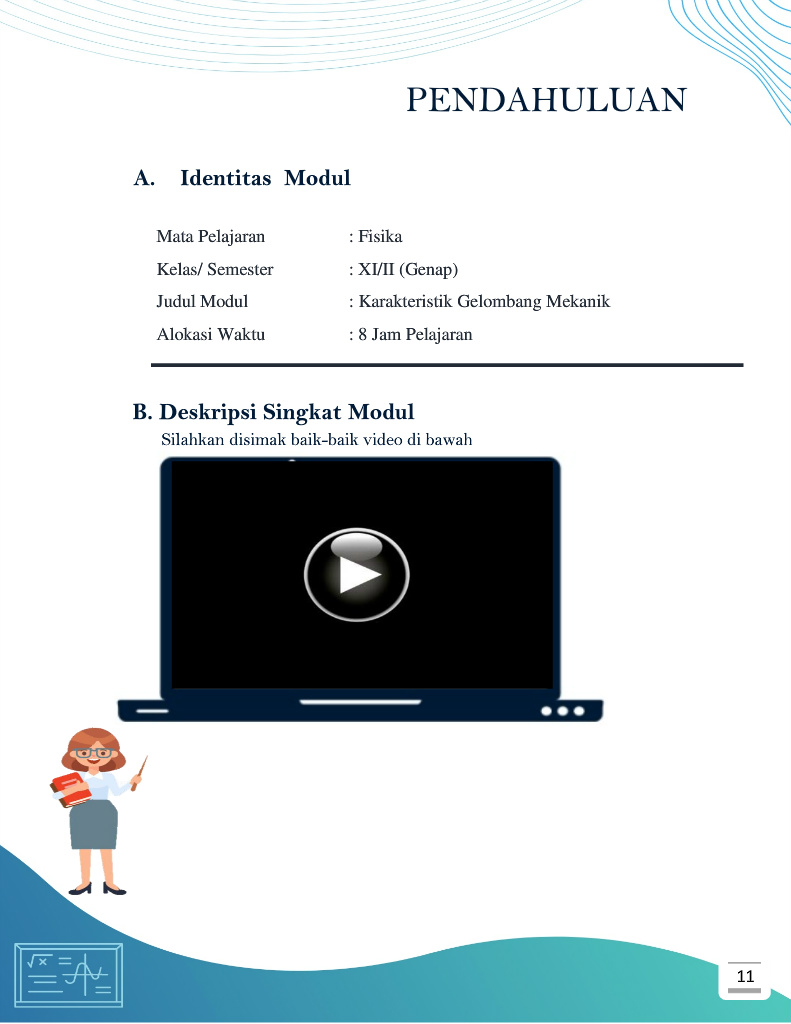 PENDAHULUAN
A. Identitas Modul
Mata Pelajaran : Fisika
Kelas/ Semester : XI/II (Genap)
Judul Modul : Karakteristik Gelombang Mekanik
Alokasi Waktu : 8 Jam Pelajaran
B. Deskripsi Singkat Modul
Silahkan disimak baik-baik video di bawah
√x
11